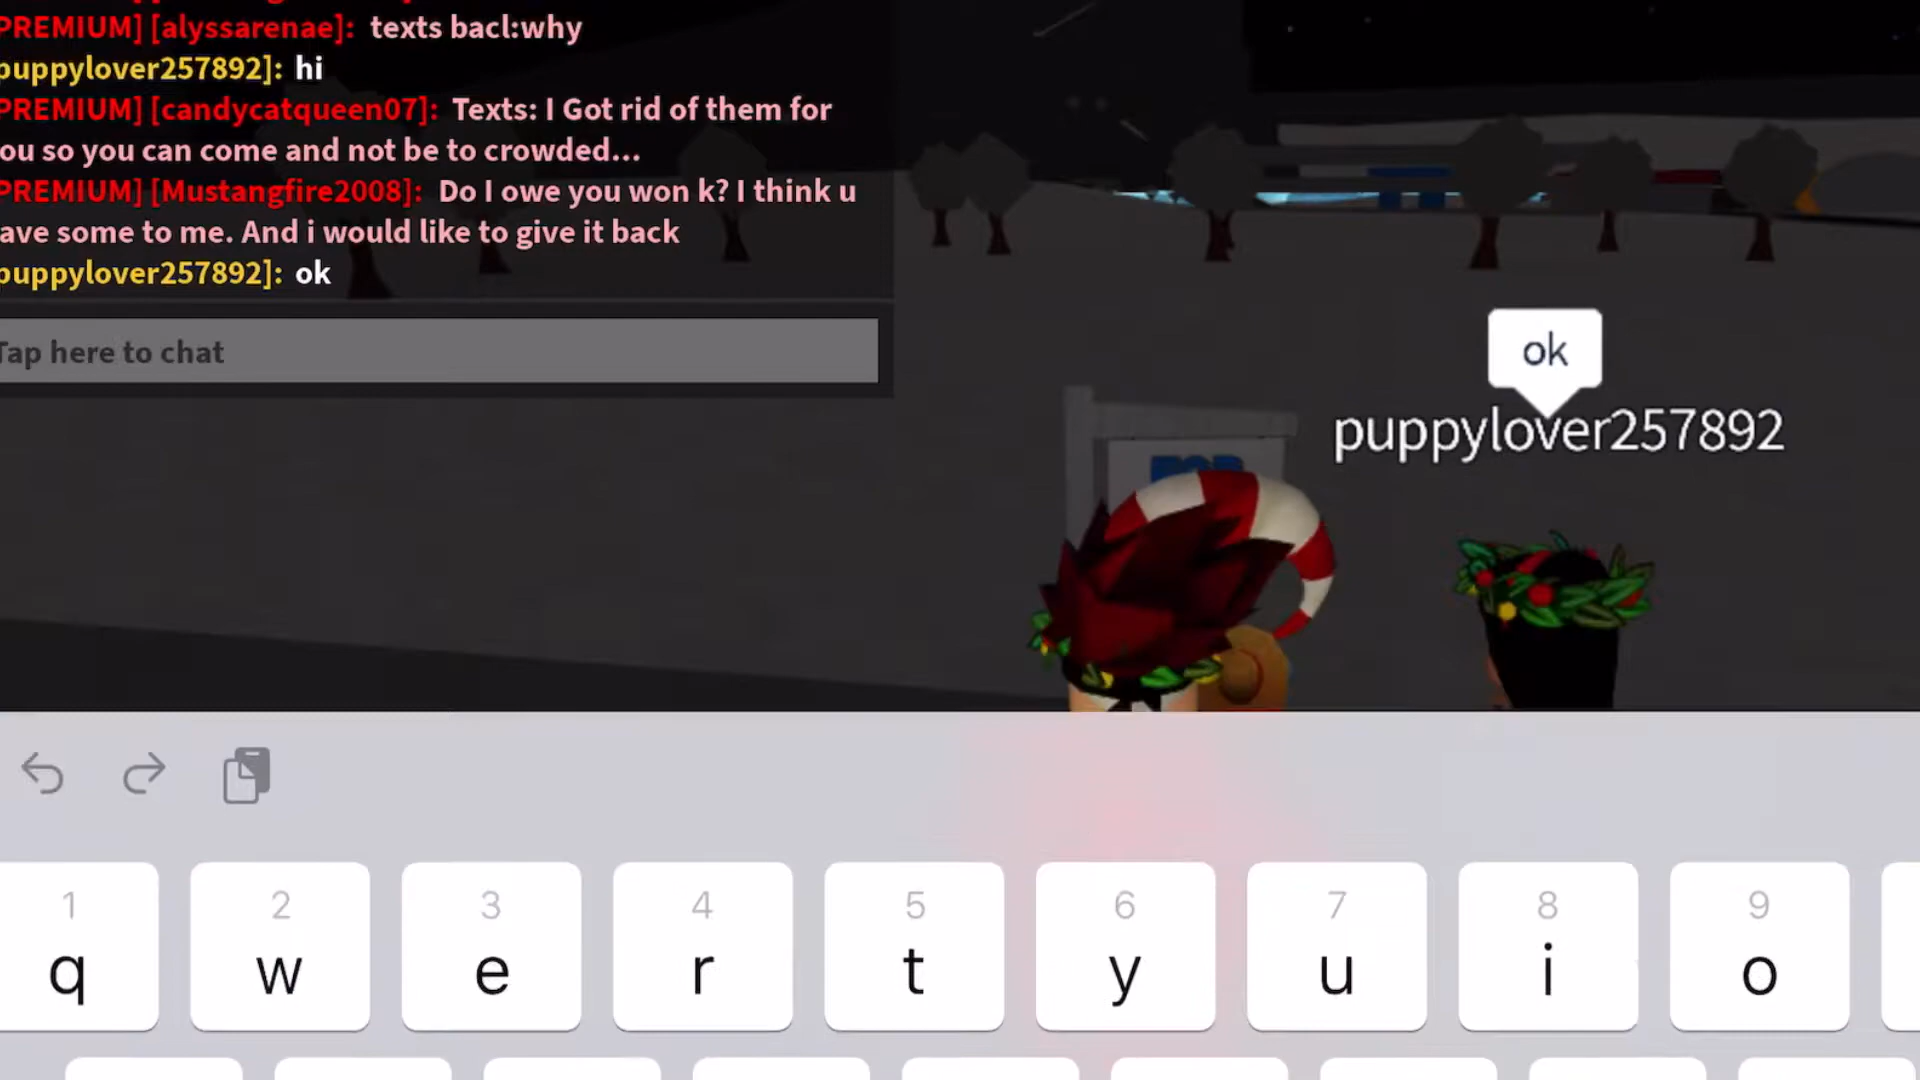 PREMIUM] [alyssarenae]: texts bacl:why
puppylover257892]: hi
PREMIUM] [candycatqueen07]: Texts: I Got rid of them for
ou so you can come and not be to crowded...
PREMIUM] [Mustangfire2008]: Do I owe you won k? I think u
ave some to me. And i would like to give it back
puppylover257892]: ok
Tap here to chat
ok
puppylover257892
1 2 3 4 5 6 7 8 9
q w e r t y u i o